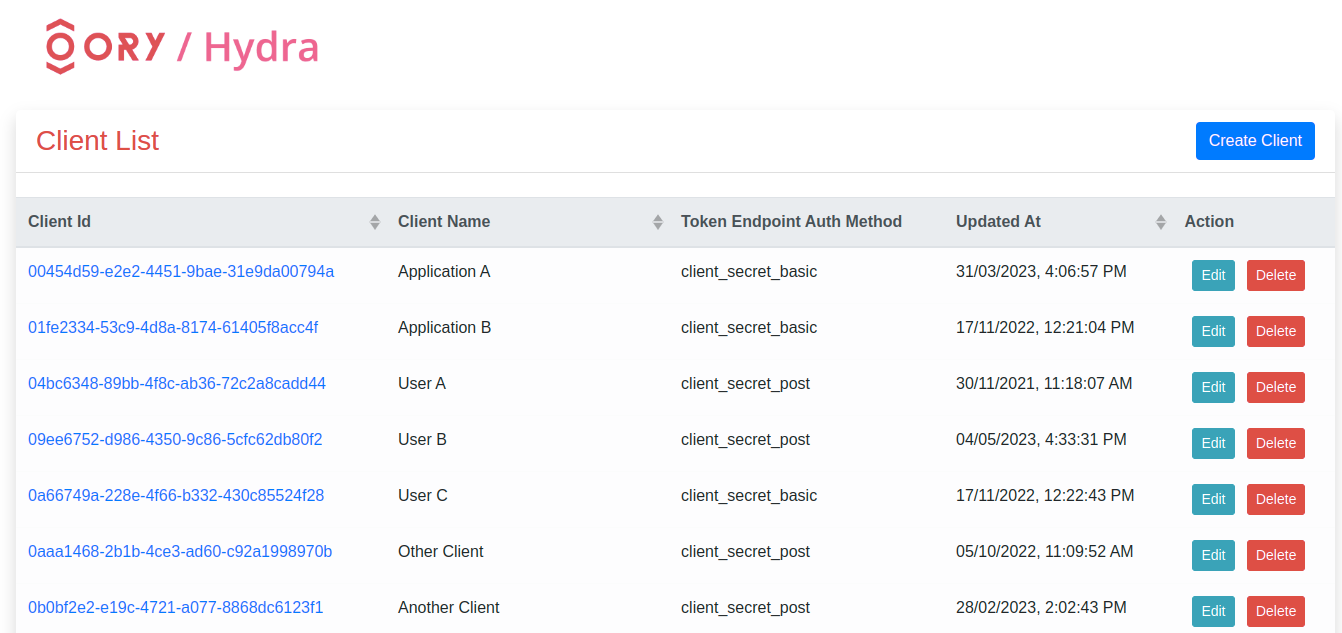 ORY / Hydra
Client List
Create Client
Client Id Client Name Token Endpoint Auth Method Updated At Action
00454d59-e2e2-4451-9bae-31e9da00794a Application A client_secret_basic 31/03/2023, 4:06:57 PM Edit Delete
01fe2334-53c9-4d8a-8174-61405f8acc4f Application B client_secret_basic 17/11/2022, 12:21:04 PM Edit Delete
04bc6348-89bb-4f8c-ab36-72c2a8cadd44 User A client_secret_post 30/11/2021, 11:18:07 AM Edit Delete
09ee6752-d986-4350-9c86-5cfc62db80f2 User B client_secret_post 04/05/2023, 4:33:31 PM Edit Delete
0a66749a-228e-4f66-b332-430c85524f28 User C client_secret_basic 17/11/2022, 12:22:43 PM Edit Delete
0aaa1468-2b1b-4ce3-ad60-c92a1998970b Other Client client_secret_post 05/10/2022, 11:09:52 AM Edit Delete
0b0bf2e2-e19c-4721-a077-8868dc6123f1 Another Client client_secret_post 28/02/2023, 2:02:43 PM Edit Delete